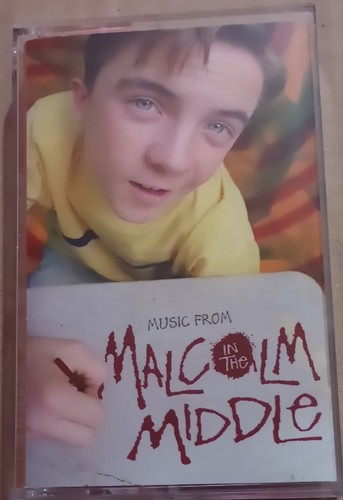 MUSIC FROM
MALCOLM
IN THE
MIDDLE